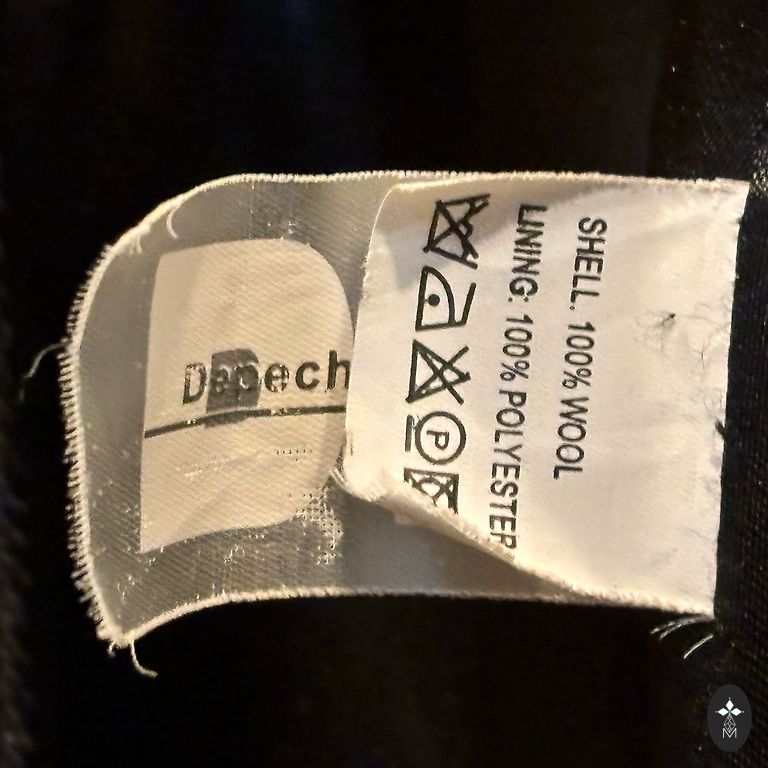 SHELL: 100% WOOL
LINING: 100% POLYESTER
P
Depech
M